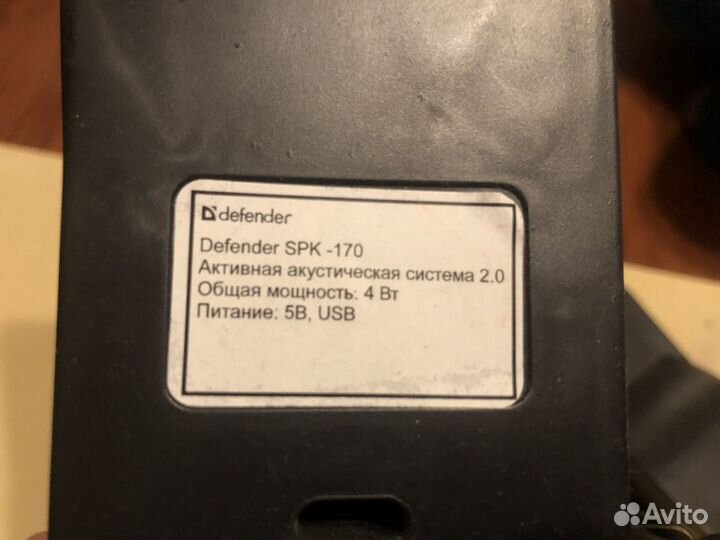 defender
Defender SPK -170
Активная акустическая система 2.0
Общая мощность: 4 Вт
Питание: 5В, USB
Avito